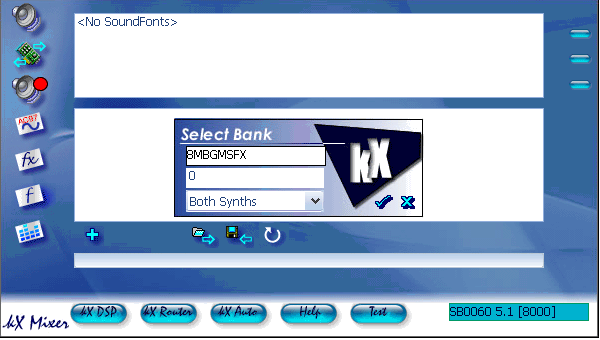 <No SoundFonts>
Select Bank
8MBGMSFX
0
Both Synths
kX
AC97
fx
f
kX Mixer
kX DSP
kX Router
kX Auto
Help
Test
SB0060 5.1 [8000]